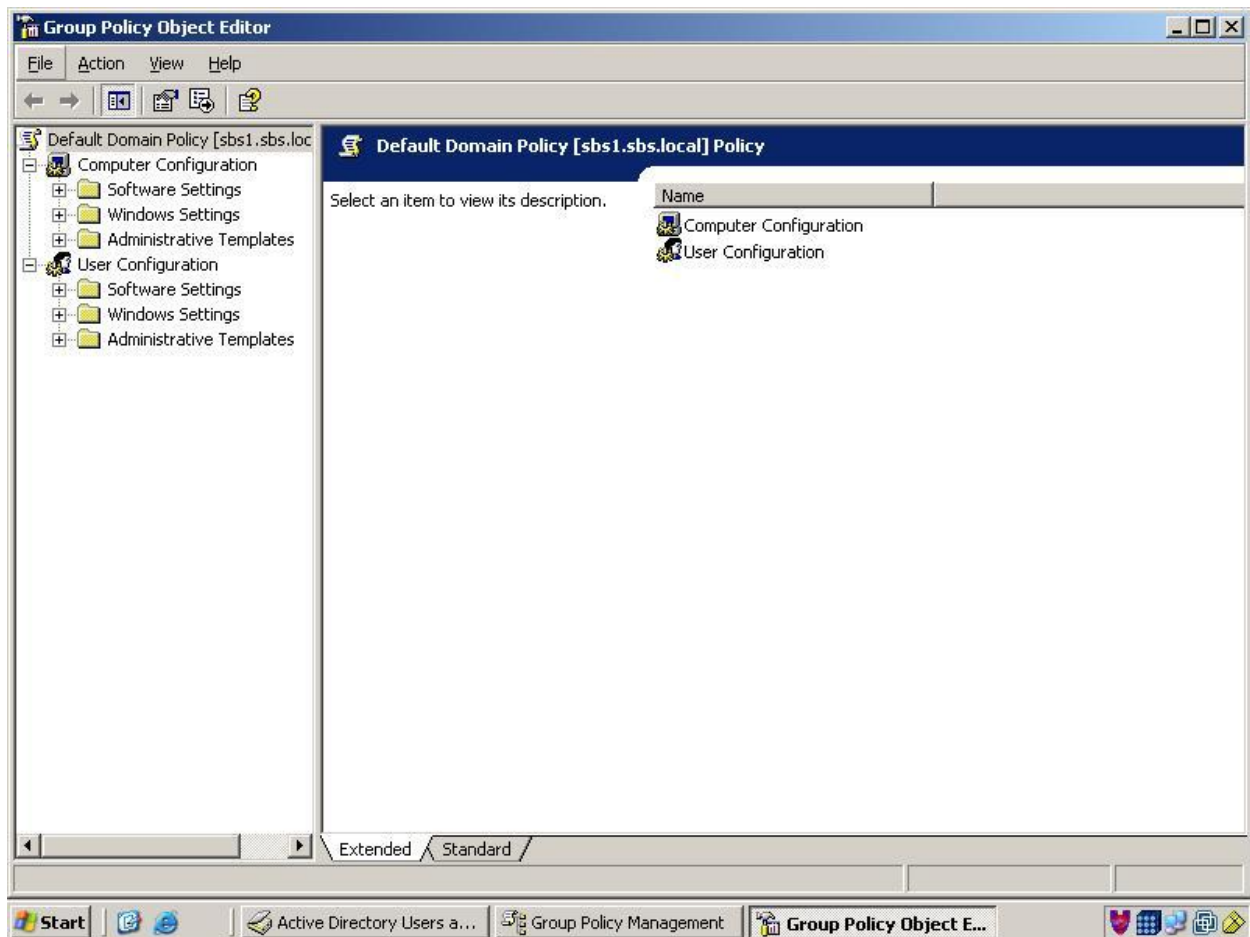 Group Policy Object Editor
File Action View Help
Default Domain Policy [sbs1.sbs.loc
Computer Configuration
Software Settings
Windows Settings
Administrative Templates
User Configuration
Software Settings
Windows Settings
Administrative Templates
Default Domain Policy [sbs1.sbs.local] Policy
Select an item to view its description.
Name
Computer Configuration
User Configuration
Extended Standard
Start Active Directory Users a... Group Policy Management Group Policy Object E...